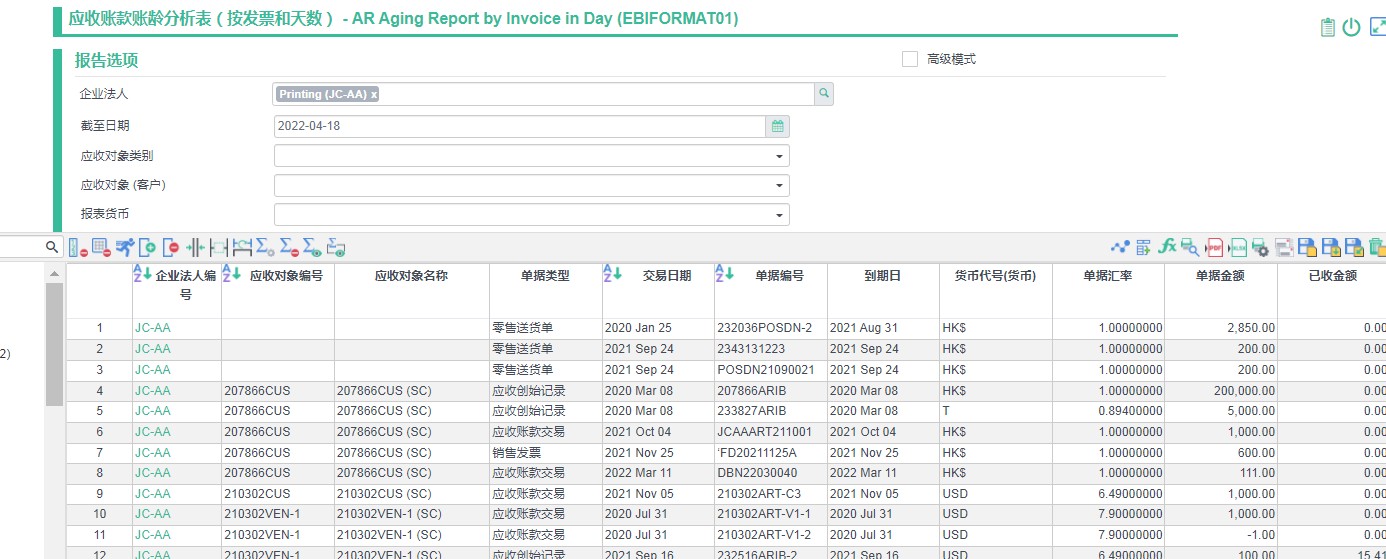 应收账款账龄分析表（按发票和天数） - AR Aging Report by Invoice in Day (EBIFORMAT01)
报告选项
高级模式
企业法人 Printing (JC-AA) x
截至日期 2022-04-18
应收对象类别
应收对象 (客户)
报表货币
企业法人编号 应收对象编号 应收对象名称 单据类型 交易日期 单据编号 到期日 货币代号(货币) 单据汇率 单据金额 已收金额
1 JC-AA 零售送货单 2020 Jan 25 232036POSDN-2 2021 Aug 31 HK$ 1.00000000 2,850.00 0.00
2 JC-AA 零售送货单 2021 Sep 24 2343131223 2021 Sep 24 HK$ 1.00000000 200.00 0.00
2)
3 JC-AA 零售送货单 2021 Sep 24 POSDN21090021 2021 Sep 24 HK$ 1.00000000 200.00 0.00
4 JC-AA 207866CUS 207866CUS (SC) 应收创始记录 2020 Mar 08 207866ARIB 2020 Mar 08 HK$ 1.00000000 200,000.00 0.00
5 JC-AA 207866CUS 207866CUS (SC) 应收创始记录 2020 Mar 08 233827ARIB 2020 Mar 08 T 0.89400000 5,000.00 0.00
6 JC-AA 207866CUS 207866CUS (SC) 应收账款交易 2021 Oct 04 JCAAART211001 2021 Oct 04 HK$ 1.00000000 1,000.00 0.00
7 JC-AA 207866CUS 207866CUS (SC) 销售发票 2021 Nov 25 'FD20211125A 2021 Nov 25 HK$ 1.00000000 600.00 0.00
8 JC-AA 207866CUS 207866CUS (SC) 应收账款交易 2022 Mar 11 DBN22030040 2022 Mar 11 HK$ 1.00000000 111.00 0.00
9 JC-AA 210302CUS 210302CUS (SC) 应收账款交易 2021 Nov 05 210302ART-C3 2021 Nov 05 USD 6.49000000 1,000.00 0.00
10 JC-AA 210302VEN-1 210302VEN-1 (SC) 应收账款交易 2020 Jul 31 210302ART-V1-1 2020 Jul 31 USD 7.90000000 1,000.00 0.00
11 JC-AA 210302VEN-1 210302VEN-1 (SC) 应收账款交易 2020 Jul 31 210302ART-V1-2 2020 Jul 31 USD 7.90000000 -1.00 0.00
12 JC-AA 210302VEN-1 210302VEN-1 (SC) 应收创始记录 2021 Sep 16 232516ARIB-2 2021 Sep 16 USD 6.49000000 100.00 15.41